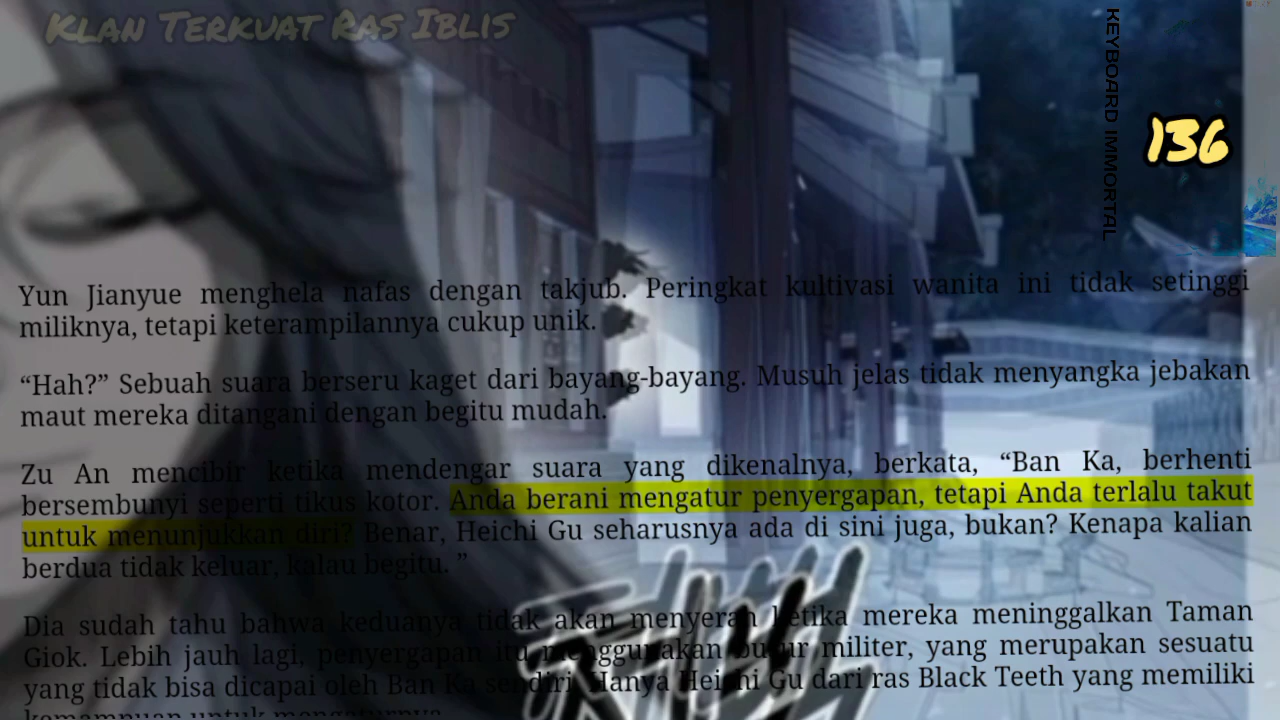 Klan Terkuat Ras Iblis
KEYBOARD IMMORTAL
136
Yun Jianyue menghela nafas dengan takjub. Peringkat kultivasi wanita ini tidak setinggi
miliknya, tetapi keterampilannya cukup unik.
“Hah?” Sebuah suara berseru kaget dari bayang-bayang. Musuh jelas tidak menyangka jebakan
maut mereka ditangani dengan begitu mudah.
Zu An mencibir ketika mendengar suara yang dikenalnya, berkata, “Ban Ka, berhenti
bersembunyi seperti tikus kotor. Anda berani mengatur penyergapan, tetapi Anda terlalu takut
untuk menunjukkan diri? Benar, Heichi Gu seharusnya ada di sini juga, bukan? Kenapa kalian
berdua tidak keluar, kalau begitu. ”
Dia sudah tahu bahwa keduanya tidak akan menyerah ketika mereka meninggalkan Taman
Giok. Lebih jauh lagi, penyergapan itu menggunakan busur militer, yang merupakan sesuatu
yang tidak bisa dicapai oleh Ban Ka sendiri. Hanya Heichi Gu dari ras Black Teeth yang memiliki
kemampuan untuk mengaturnya.